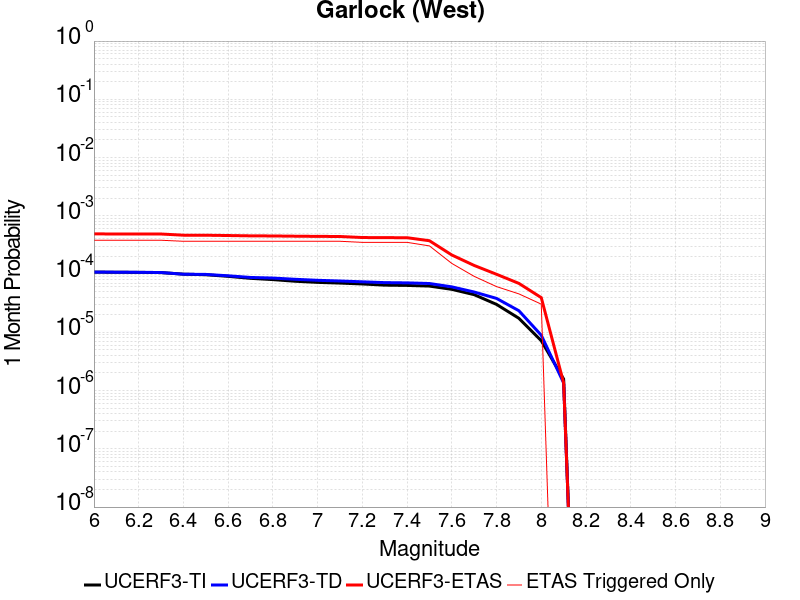 Garlock (West)
10^0
10^-1
10^-2
10^-3
10^-4
10^-5
10^-6
10^-7
10^-8
1 Month Probability
6 6.2 6.4 6.6 6.8 7 7.2 7.4 7.6 7.8 8 8.2 8.4 8.6 8.8 9
Magnitude
UCERF3-TI UCERF3-TD UCERF3-ETAS ETAS Triggered Only